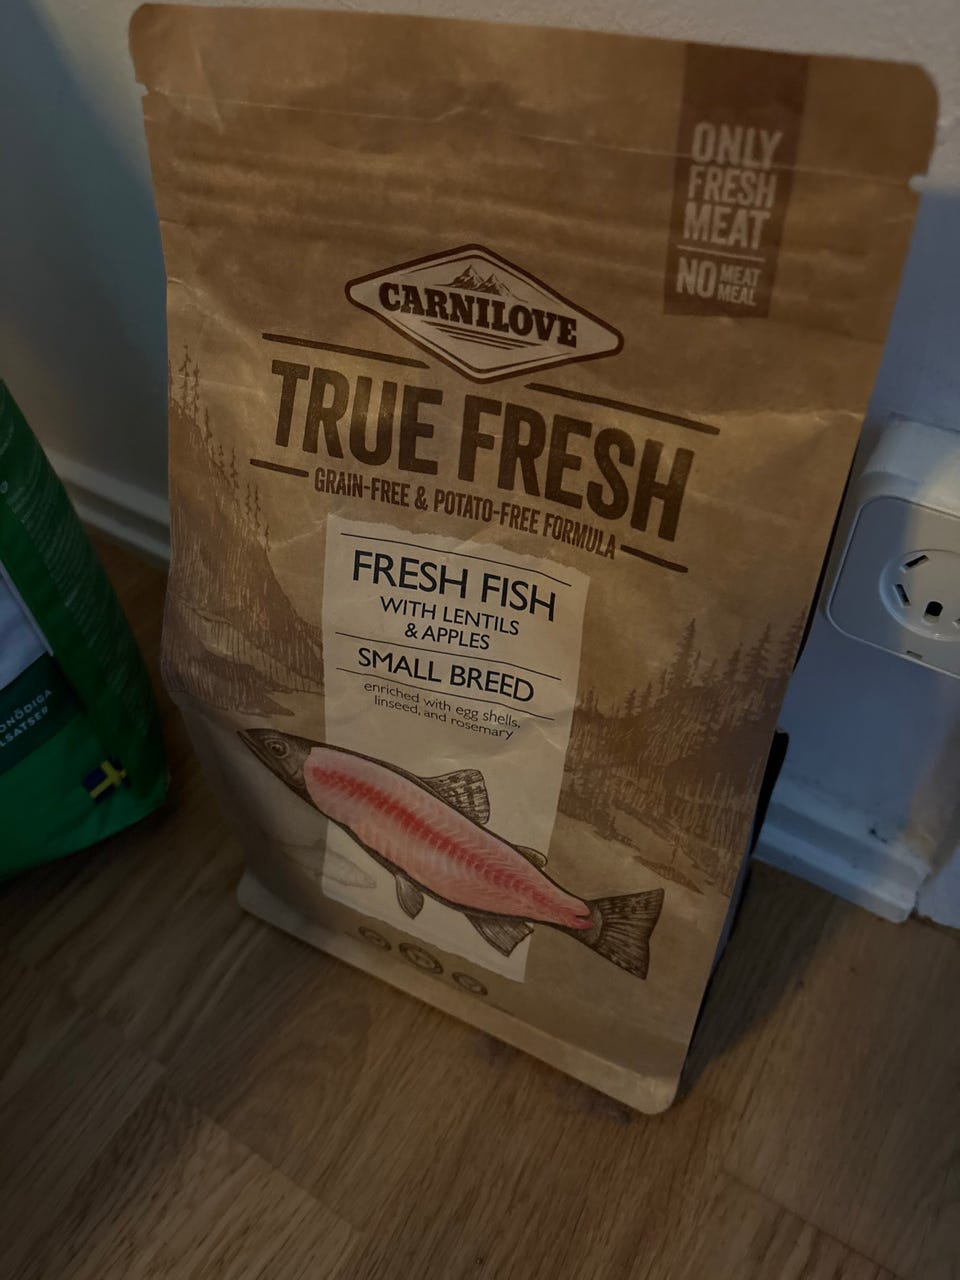 ONLY
FRESH
MEAT
NO MEAT
MEAL
CARNILOVE
TRUE FRESH
GRAIN-FREE & POTATO-FREE FORMULA
FRESH FISH
WITH LENTILS
& APPLES
SMALL BREED
enriched with egg shells,
linseed, and rosemary